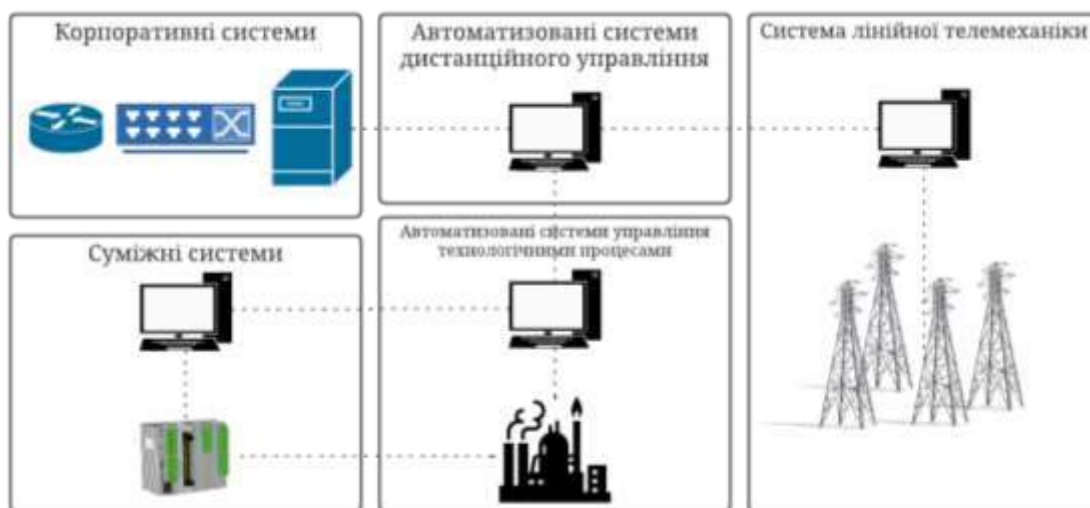 Корпоративні системи
Автоматизовані системи
дистанційного управління
Система лінійної телемеханіки
Суміжні системи
Автоматизовані системи управління
технологічними процесами